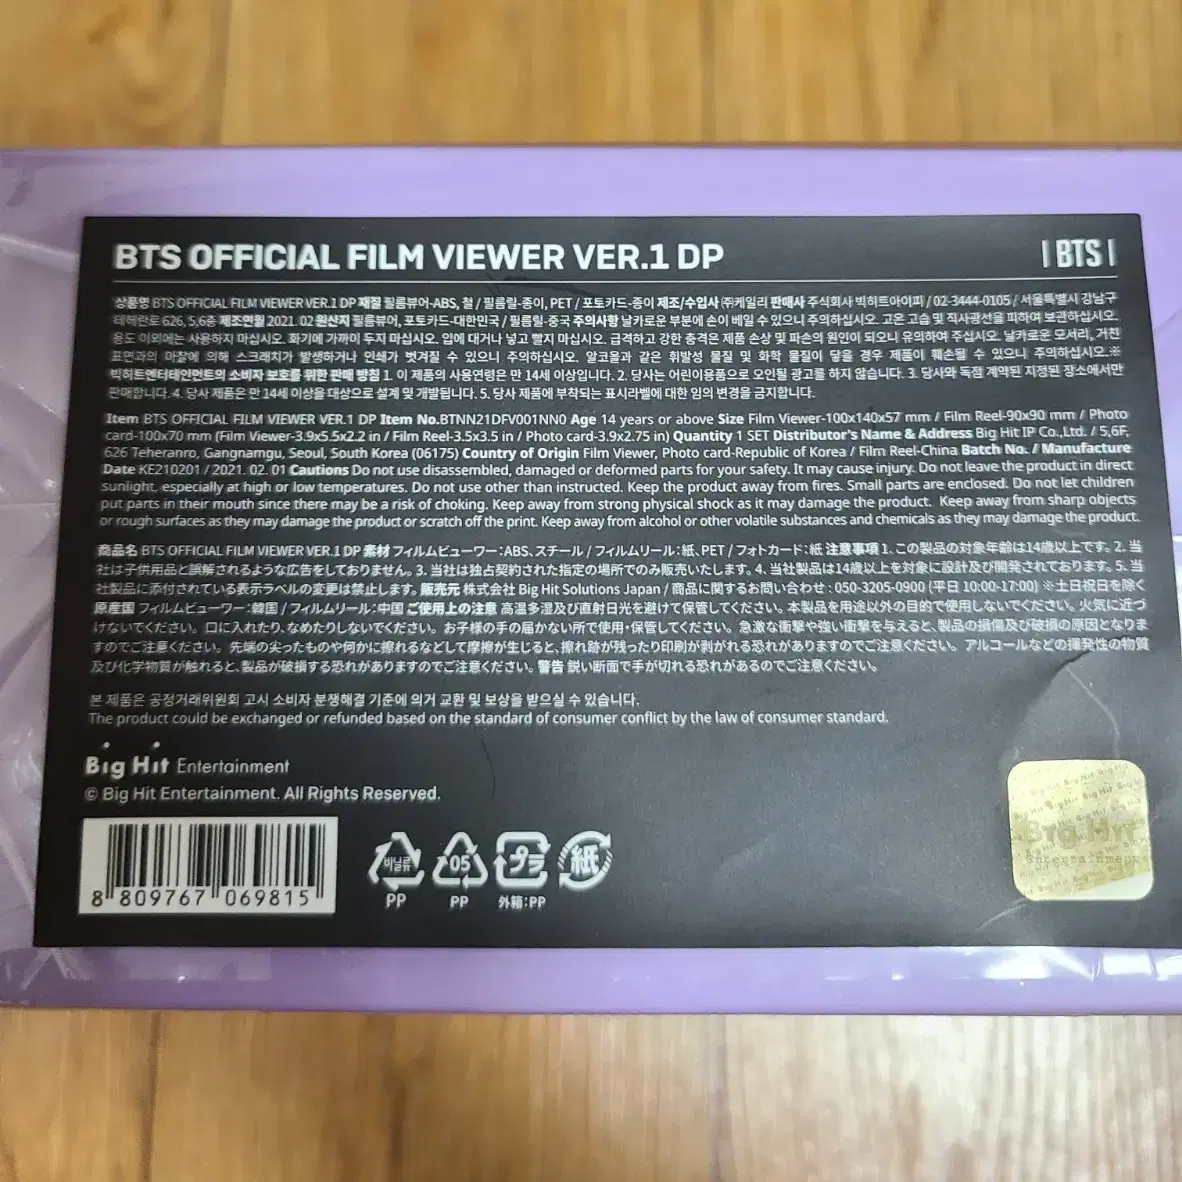 BTS OFFICIAL FILM VIEWER VER.1 DP
BTS
상품명 BTS OFFICIAL FILM VIEWER VER.1 DP 재질 필름뷰어-ABS, 철 / 필름릴-종이, PET / 포토카드-종이 제조/수입사 ㈜케일리 판매사 주식회사 빅히트아이피 / 02-3444-0105 / 서울특별시 강남구
테헤란로 626, 5,6층 제조연월 2021. 02 원산지 필름뷰어, 포토카드-대한민국 / 필름릴-중국 주의사항 날카로운 부분에 손이 베일 수 있으니 주의하십시오. 고온 고습 및 직사광선을 피하여 보관하십시오.
용도 이외에는 사용하지 마십시오. 화기에 가까이 두지 마십시오. 입에 대거나 넣고 빨지 마십시오. 급격하고 강한 충격은 제품 손상 및 파손의 원인이 되오니 유의하여 주십시오. 날카로운 모서리, 거친
표면과의 마찰에 의해 스크래치가 발생하거나 인쇄가 벗겨질 수 있으니 주의하십시오. 알코올과 같은 휘발성 물질 및 화학 물질이 닿을 경우 제품이 훼손될 수 있으니 주의하십시오.※
빅히트엔터테인먼트의 소비자 보호를 위한 판매 방침 1. 이 제품의 사용연령은 만 14세 이상입니다. 2. 당사는 어린이용품으로 오인될 광고를 하지 않습니다. 3. 당사와 독점 계약된 지정된 장소에서만
판매합니다. 4. 당사 제품은 만 14세 이상을 대상으로 설계 및 개발됩니다. 5. 당사 제품에 부착되는 표시라벨에 대한 임의 변경을 금지합니다.
Item BTS OFFICIAL FILM VIEWER VER.1 DP Item No.BTNN21DFV001NN0 Age 14 years or above Size Film Viewer-100x140x57 mm / Film Reel-90x90 mm / Photo
card-100x70 mm (Film Viewer-3.9x5.5x2.2 in / Film Reel-3.5x3.5 in / Photo card-3.9x2.75 in) Quantity 1 SET Distributor's Name & Address Big Hit IP Co.,Ltd. / 5,6F,
626 Teheranro, Gangnamgu, Seoul, South Korea (06175) Country of Origin Film Viewer, Photo card-Republic of Korea / Film Reel-China Batch No. / Manufacture
Date KE210201 / 2021. 02. 01 Cautions Do not use disassembled, damaged or deformed parts for your safety. It may cause injury. Do not leave the product in direct
sunlight, especially at high or low temperatures. Do not use other than instructed. Keep the product away from fires. Small parts are enclosed. Do not let children
put parts in their mouth since there may be a risk of choking. Keep away from strong physical shock as it may damage the product. Keep away from sharp objects
or rough surfaces as they may damage the product or scratch off the print. Keep away from alcohol or other volatile substances and chemicals as they may damage the product.
商品名 BTS OFFICIAL FILM VIEWER VER.1 DP 素材 フィルムビューワー：ABS、スチール / フィルムリール：紙、PET / フォトカード：紙 注意事項 1. この製品の対象年齢は14歳以上です。2. 当
社は子供用品と誤解されるような広告をしておりません。3. 当社は独占契約された指定の場所でのみ販売いたします。4. 当社製品は14歳以上を対象に設計及び開発されております。5. 当
社製品に添付されている表示ラベルの変更は禁止します。販売元 株式会社 Big Hit Solutions Japan / 商品に関するお問い合わせ : 050-3205-0900 (平日 10:00-17:00) ※土日祝日を除く
原産国 フィルムビューワー：韓国 / フィルムリール：中国 ご使用上の注意 高温多湿及び直射日光を避けて保管してください。本製品を用途以外の目的で使用しないでください。火気に近づ
けないでください。口に入れたり、なめたりしないでください。お子様の手の届かない所で使用・保管してください。急激な衝撃や強い衝撃を与えると、製品の損傷及び破損の原因となりま
すのでご注意ください。先端の尖ったものや何かに擦れるなどして摩擦が生じると、擦れ跡が残ったり印刷が剥がれる恐れがありますのでご注意ください。アルコールなどの揮発性の物質
及び化学物質が触れると、製品が破損する恐れがありますのでご注意ください。警告 鋭い断面で手が切れる恐れがあるのでご注意ください。
본 제품은 공정거래위원회 고시 소비자 분쟁해결 기준에 의거 교환 및 보상을 받으실 수 있습니다.
The product could be exchanged or refunded based on the standard of consumer conflict by the law of consumer standard.
Big Hit Entertainment
© Big Hit Entertainment. All Rights Reserved.
8 809767 069815
비닐류
PP
05
PP
プラ
外箱:PP
紙
Big Hit
Entertainment